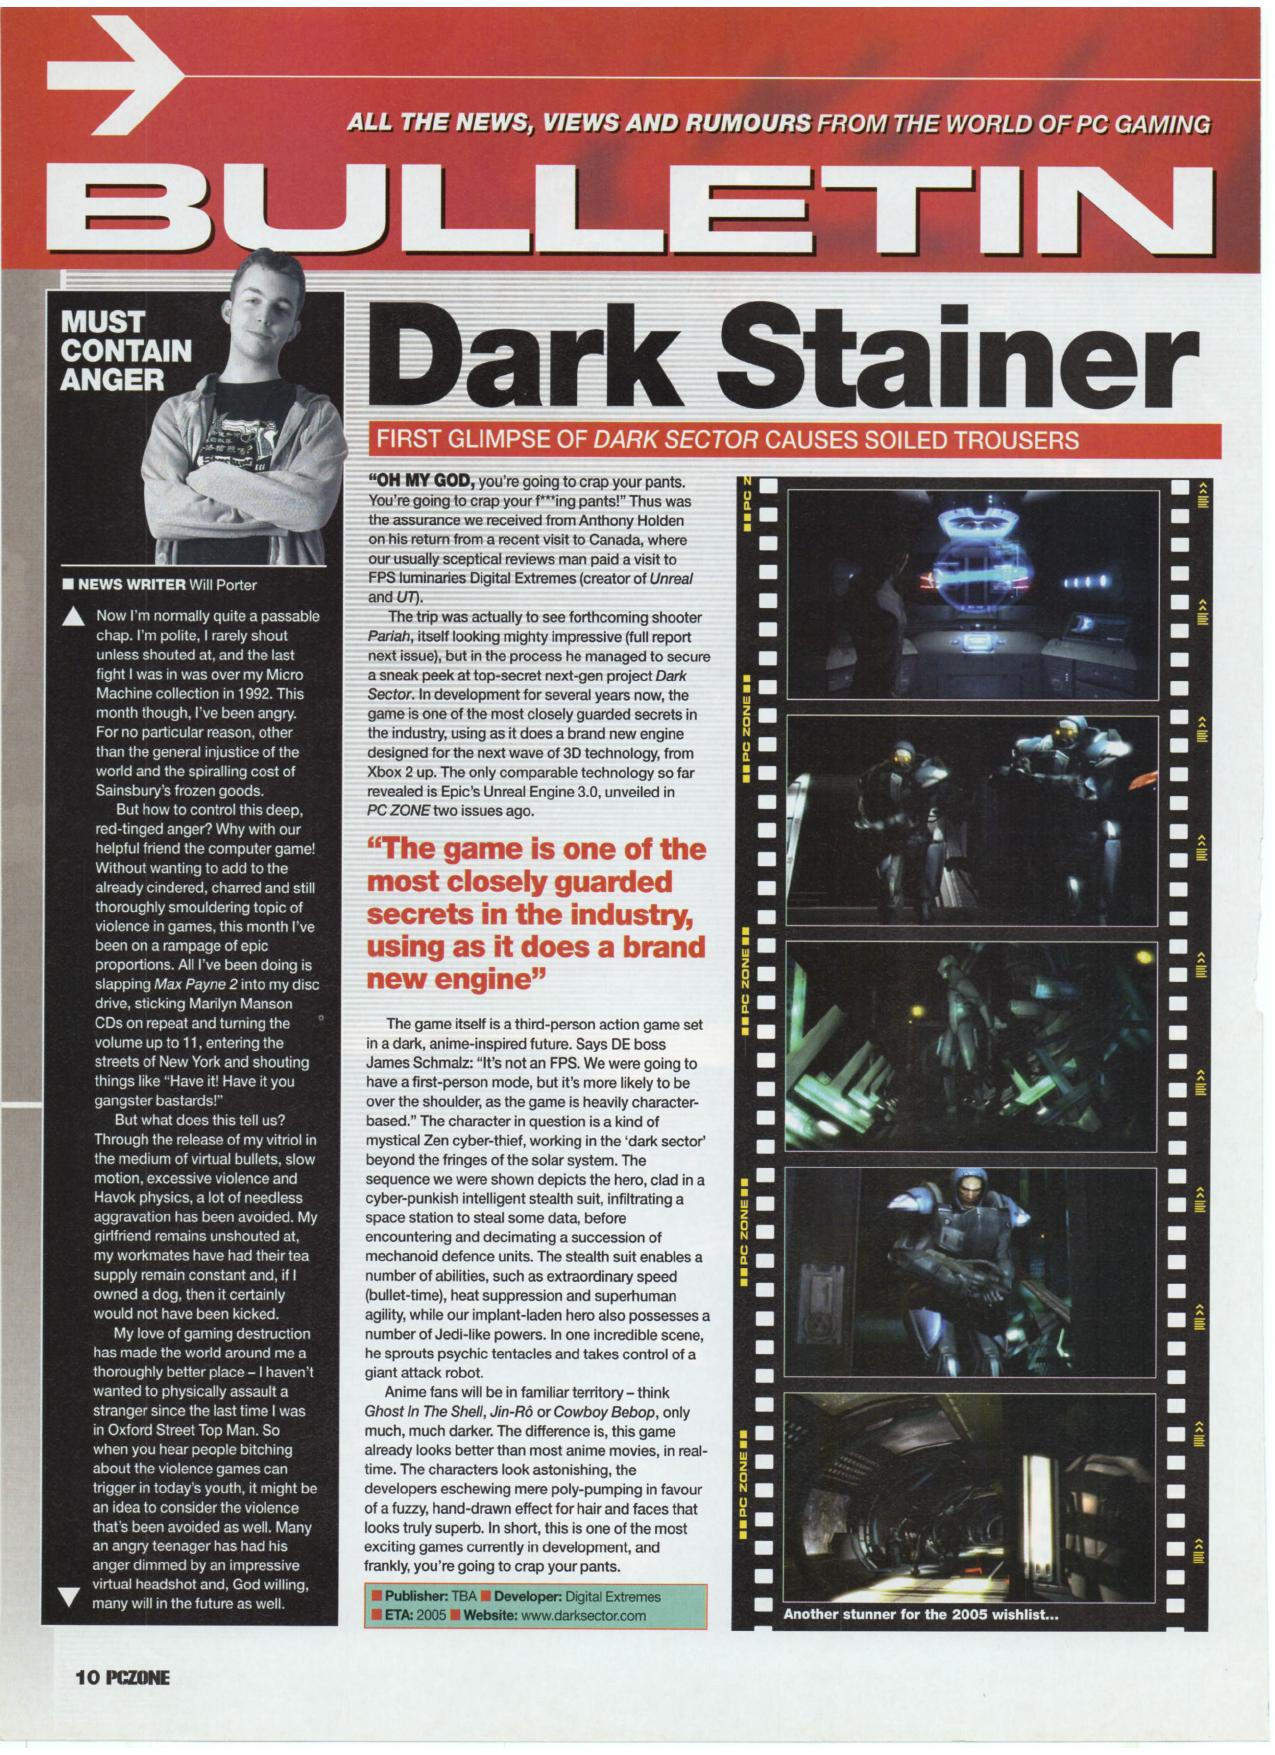 ALL THE NEWS, VIEWS AND RUMOURS FROM THE WORLD OF PC GAMING
BULLETIN
MUST
CONTAIN
ANGER
■ NEWS WRITER Will Porter
Now I'm normally quite a passable
chap. I'm polite, I rarely shout
unless shouted at, and the last
fight I was in was over my Micro
Machine collection in 1992. This
month though, I've been angry.
For no particular reason, other
than the general injustice of the
world and the spiralling cost of
Sainsbury's frozen goods.
But how to control this deep,
red-tinged anger? Why with our
helpful friend the computer game!
Without wanting to add to the
already cindered, charred and still
thoroughly smouldering topic of
violence in games, this month I've
been on a rampage of epic
proportions. All I've been doing is
slapping Max Payne 2 into my disc
drive, sticking Marilyn Manson
CDs on repeat and turning the
volume up to 11, entering the
streets of New York and shouting
things like "Have it! Have it you
gangster bastards!"
But what does this tell us?
Through the release of my vitriol in
the medium of virtual bullets, slow
motion, excessive violence and
Havok physics, a lot of needless
aggravation has been avoided. My
girlfriend remains unshouted at,
my workmates have had their tea
supply remain constant and, if I
owned a dog, then it certainly
would not have been kicked.
My love of gaming destruction
has made the world around me a
thoroughly better place – I haven't
wanted to physically assault a
stranger since the last time I was
in Oxford Street Top Man. So
when you hear people bitching
about the violence games can
trigger in today's youth, it might be
an idea to consider the violence
that's been avoided as well. Many
an angry teenager has had his
anger dimmed by an impressive
virtual headshot and, God willing,
many will in the future as well.
Dark Stainer
FIRST GLIMPSE OF DARK SECTOR CAUSES SOILED TROUSERS
"OH MY GOD, you're going to crap your pants.
You're going to crap your f***ing pants!" Thus was
the assurance we received from Anthony Holden
on his return from a recent visit to Canada, where
our usually sceptical reviews man paid a visit to
FPS luminaries Digital Extremes (creator of Unreal
and UT).
The trip was actually to see forthcoming shooter
Pariah, itself looking mighty impressive (full report
next issue), but in the process he managed to secure
a sneak peek at top-secret next-gen project Dark
Sector. In development for several years now, the
game is one of the most closely guarded secrets in
the industry, using as it does a brand new engine
designed for the next wave of 3D technology, from
Xbox 2 up. The only comparable technology so far
revealed is Epic's Unreal Engine 3.0, unveiled in
PC ZONE two issues ago.
"The game is one of the
most closely guarded
secrets in the industry,
using as it does a brand
new engine"
The game itself is a third-person action game set
in a dark, anime-inspired future. Says DE boss
James Schmalz: "It's not an FPS. We were going to
have a first-person mode, but it's more likely to be
over the shoulder, as the game is heavily character-
based." The character in question is a kind of
mystical Zen cyber-thief, working in the 'dark sector'
beyond the fringes of the solar system. The
sequence we were shown depicts the hero, clad in a
cyber-punkish intelligent stealth suit, infiltrating a
space station to steal some data, before
encountering and decimating a succession of
mechanoid defence units. The stealth suit enables a
number of abilities, such as extraordinary speed
(bullet-time), heat suppression and superhuman
agility, while our implant-laden hero also possesses a
number of Jedi-like powers. In one incredible scene,
he sprouts psychic tentacles and takes control of a
giant attack robot.
Anime fans will be in familiar territory – think
Ghost In The Shell, Jin-Rô or Cowboy Bebop, only
much, much darker. The difference is, this game
already looks better than most anime movies, in real-
time. The characters look astonishing, the
developers eschewing mere poly-pumping in favour
of a fuzzy, hand-drawn effect for hair and faces that
looks truly superb. In short, this is one of the most
exciting games currently in development, and
frankly, you're going to crap your pants.
■ Publisher: TBA ■ Developer: Digital Extremes
■ ETA: 2005 ■ Website: www.darksector.com
■■PC Z
■■PC ZONE■■
■■PC ZONE■■
■■PC ZONE■■
■■PC ZONE■■
Another stunner for the 2005 wishlist...
10 PCZONE